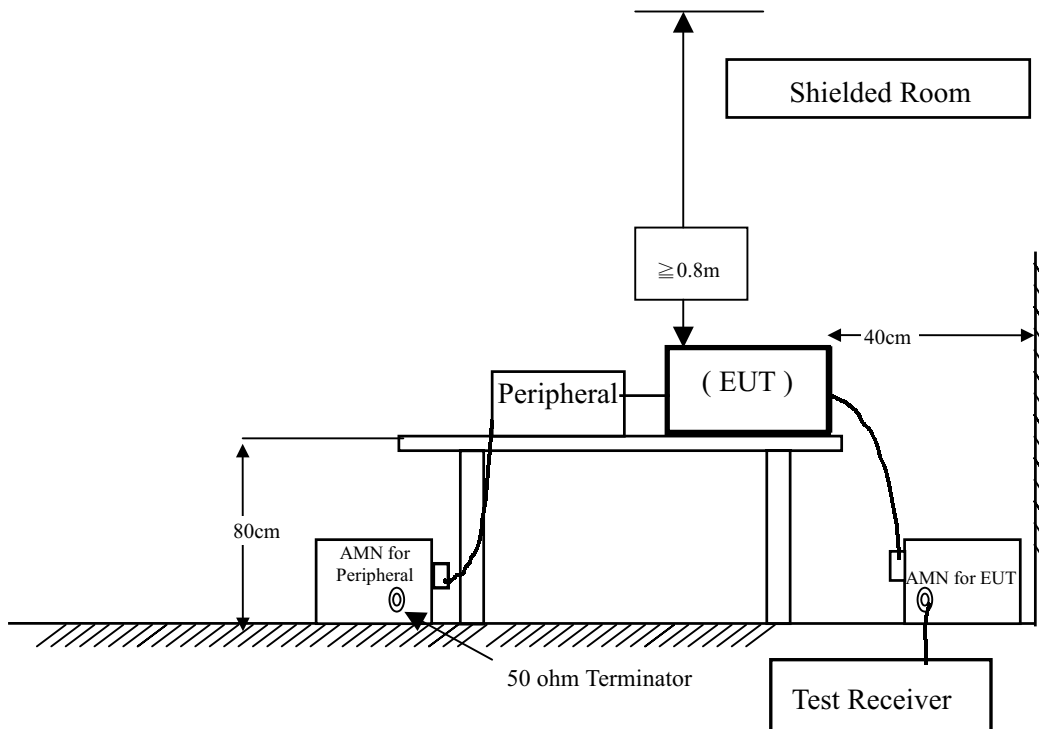 Shielded Room
≧0.8m
40cm
( EUT )
Peripheral
80cm
AMN for
Peripheral
AMN for EUT
50 ohm Terminator
Test Receiver